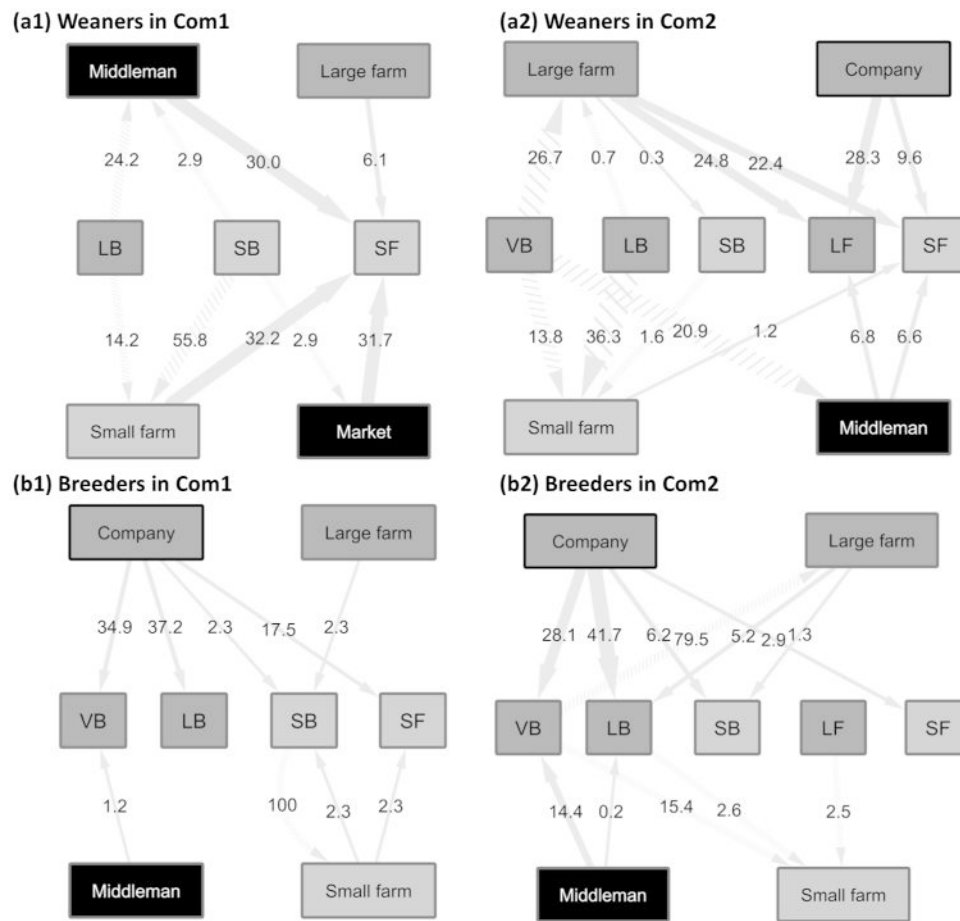 (a1) Weaners in Com1
(a2) Weaners in Com2
Middleman Large farm
Large farm Company
24.2 2.9 30.0 6.1
26.7 0.7 0.3 24.8 22.4 28.3 9.6
LB SB SF
VB LB SB LF SF
14.2 55.8 32.2 2.9 31.7
13.8 36.3 1.6 20.9 1.2 6.8 6.6
Small farm Market
Small farm Middleman
(b1) Breeders in Com1
(b2) Breeders in Com2
Company Large farm
Company Large farm
34.9 37.2 2.3 17.5 2.3
28.1 41.7 6.2 79.5 5.2 2.9 1.3
VB LB SB SF
VB LB SB LF SF
1.2 100 2.3 2.3
14.4 0.2 15.4 2.6 2.5
Middleman Small farm
Middleman Small farm